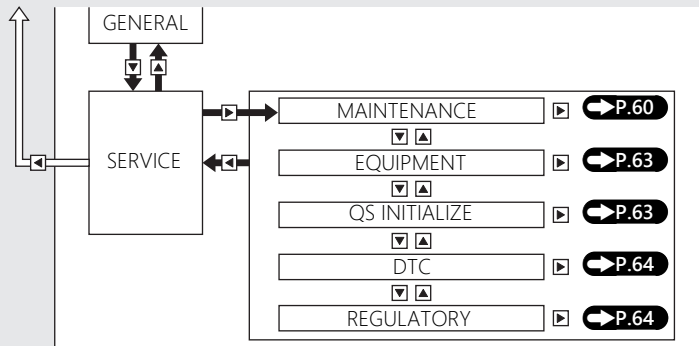 GENERAL
SERVICE
MAINTENANCE P.60
EQUIPMENT P.63
QS INITIALIZE P.63
DTC P.64
REGULATORY P.64